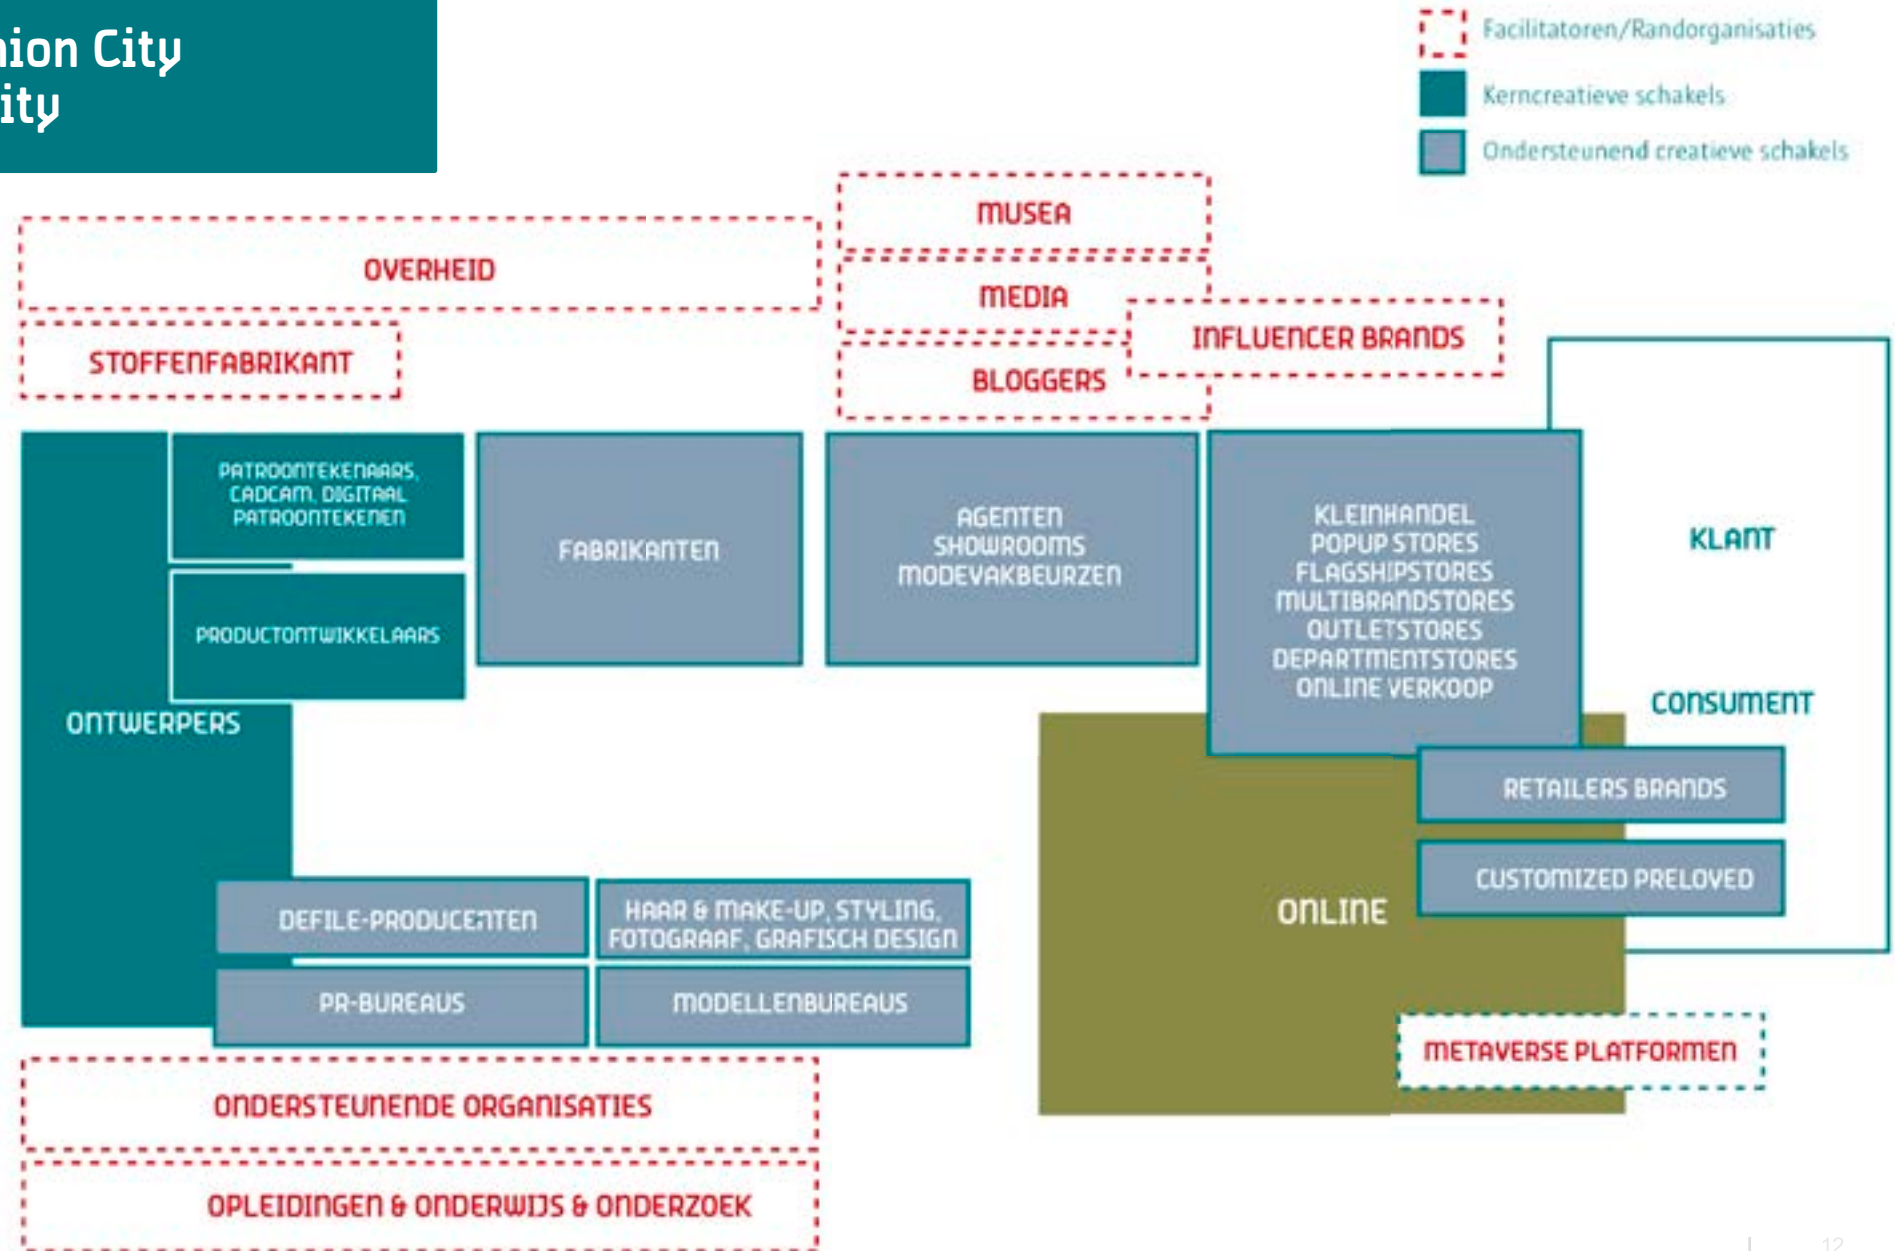 nion City
ity
Facilitatoren/Randorganisaties
Kerncreatieve schakels
Ondersteunend creatieve schakels
MUSEA
OVERHEID
MEDIA
INFLUENCER BRANDS
STOFFENFABRIKANT
BLOGGERS
PATROONTEKENAARS,
CADCAM, DIGITAAL
PATROONTEKENEN
PRODUCTONTWIKKELAARS
ONTWERPERS
FABRIKANTEN
AGENTEN
SHOWROOMS
MODEVAKBEURZEN
KLEINHANDEL
POPUP STORES
FLAGSHIPSTORES
MULTIBRANDSTORES
OUTLETSTORES
DEPARTMENTSTORES
ONLINE VERKOOP
KLANT
CONSUMENT
RETAILERS BRANDS
CUSTOMIZED PRELOVED
ONLINE
DEFILE-PRODUCENTEN
HAAR & MAKE-UP, STYLING,
FOTOGRAAF, GRAFISCH DESIGN
PR-BUREAUS
MODELLENBUREAUS
METAVERSE PLATFORMEN
ONDERSTEUNENDE ORGANISATIES
OPLEIDINGEN & ONDERWIJS & ONDERZOEK
12